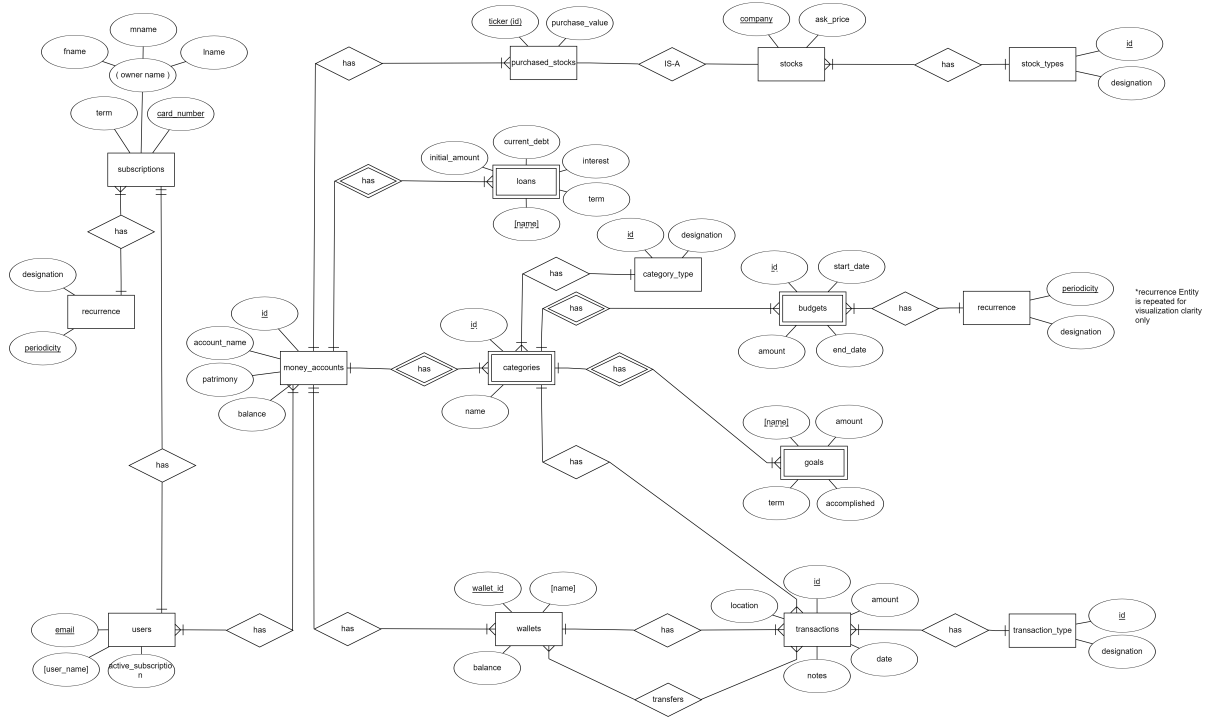 mname
fname
lname
( owner name )
term
card_number
subscriptions
has
designation
recurrence
periodicity
has
ticker (id)
purchase_value
purchased_stocks
IS-A
company
ask_price
stocks
has
id
stock_types
designation
has
current_debt
initial_amount
interest
loans
term
[name]
has
id
designation
has
category_type
has
id
start_date
budgets
has
amount
end_date
periodicity
recurrence
designation
*recurrence Entity
is repeated for
visualization clarity
only
id
account_name
money_accounts
patrimony
balance
has
id
categories
name
has
[name]
amount
goals
term
accomplished
has
has
email
users
[user_name]
active_subscriptio
n
has
has
wallet_id
[name]
wallets
balance
has
transfers
id
location
amount
transactions
date
notes
has
id
transaction_type
designation